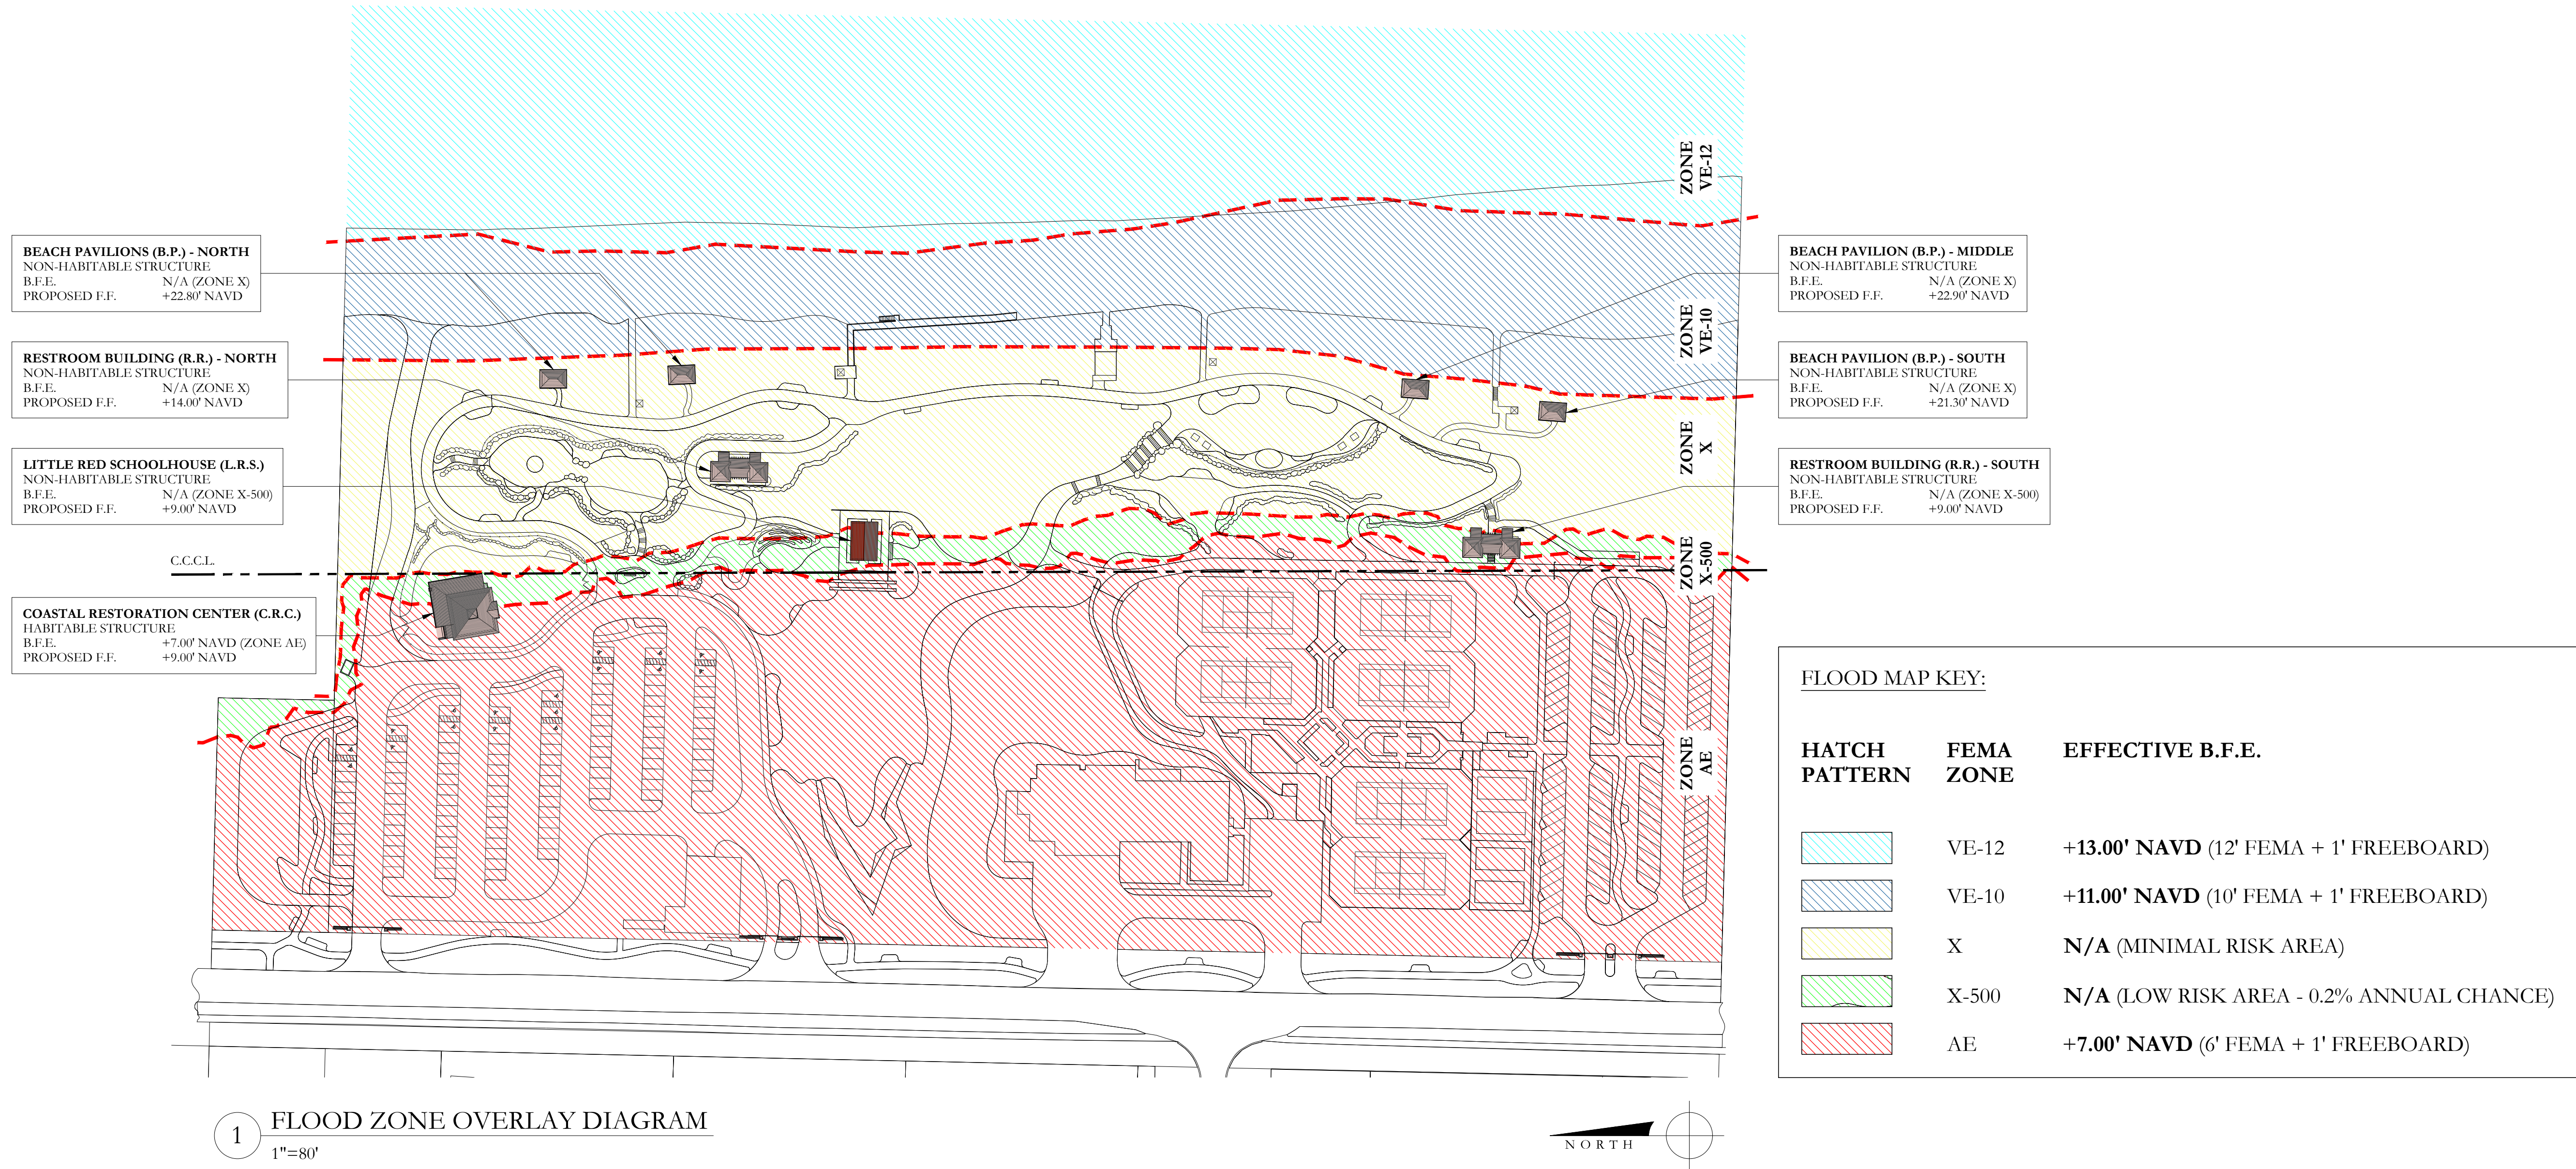 BEACH PAVILIONS (B.P.) - NORTH
NON-HABITABLE STRUCTURE
B.F.E. N/A (ZONE X)
PROPOSED F.F. +22.80' NAVD
RESTROOM BUILDING (R.R.) - NORTH
NON-HABITABLE STRUCTURE
B.F.E. N/A (ZONE X)
PROPOSED F.F. +14.00' NAVD
LITTLE RED SCHOOLHOUSE (L.R.S.)
NON-HABITABLE STRUCTURE
B.F.E. N/A (ZONE X-500)
PROPOSED F.F. +9.00' NAVD
C.C.C.L.
COASTAL RESTORATION CENTER (C.R.C.)
HABITABLE STRUCTURE
B.F.E. +7.00' NAVD (ZONE AE)
PROPOSED F.F. +9.00' NAVD
ZONE
VE-12
ZONE
VE-10
ZONE
X
ZONE
X-500
ZONE
AE
BEACH PAVILION (B.P.) - MIDDLE
NON-HABITABLE STRUCTURE
B.F.E. N/A (ZONE X)
PROPOSED F.F. +22.90' NAVD
BEACH PAVILION (B.P.) - SOUTH
NON-HABITABLE STRUCTURE
B.F.E. N/A (ZONE X)
PROPOSED F.F. +21.30' NAVD
RESTROOM BUILDING (R.R.) - SOUTH
NON-HABITABLE STRUCTURE
B.F.E. N/A (ZONE X-500)
PROPOSED F.F. +9.00' NAVD
FLOOD MAP KEY:
HATCH PATTERN FEMA ZONE EFFECTIVE B.F.E.
VE-12 +13.00' NAVD (12' FEMA + 1' FREEBOARD)
VE-10 +11.00' NAVD (10' FEMA + 1' FREEBOARD)
X N/A (MINIMAL RISK AREA)
X-500 N/A (LOW RISK AREA - 0.2% ANNUAL CHANCE)
AE +7.00' NAVD (6' FEMA + 1' FREEBOARD)
1 FLOOD ZONE OVERLAY DIAGRAM
1"=80'
NORTH